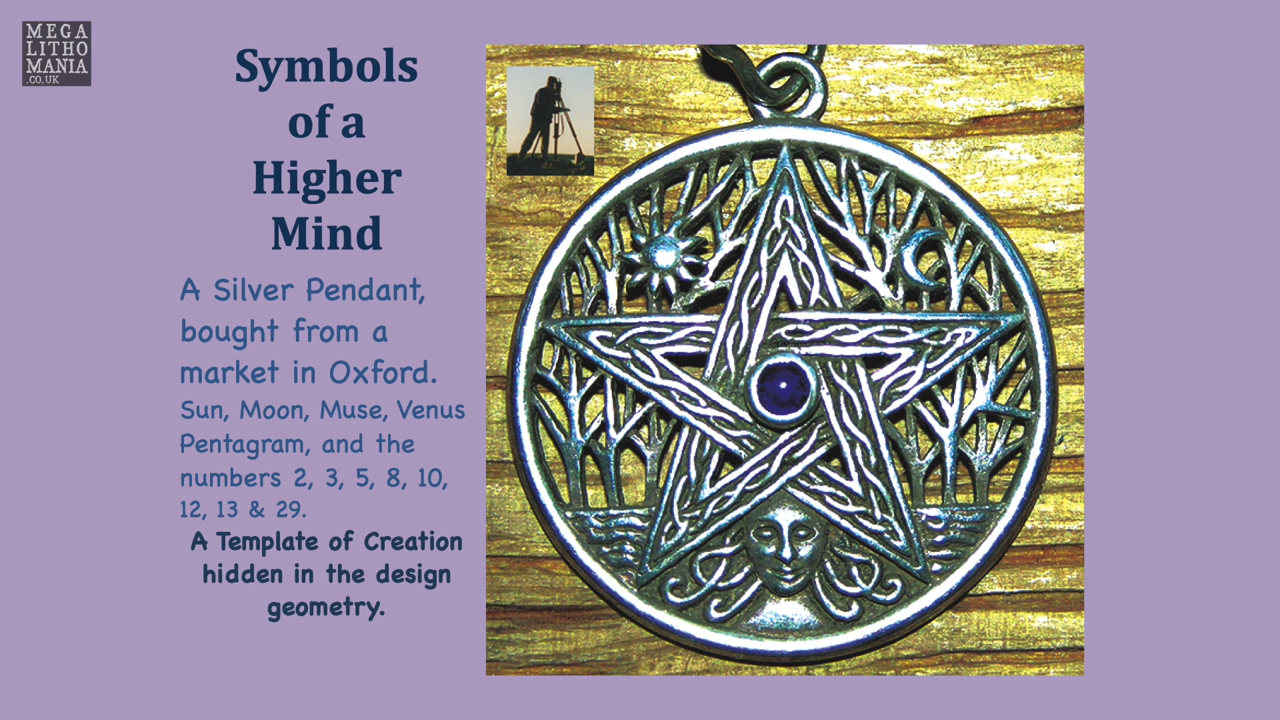 MEGA
LITHO
MANIA
.CO.UK
Symbols
of a
Higher
Mind
A Silver Pendant,
bought from a
market in Oxford.
Sun, Moon, Muse, Venus
Pentagram, and the
numbers 2, 3, 5, 8, 10,
12, 13 & 29.
A Template of Creation
hidden in the design
geometry.